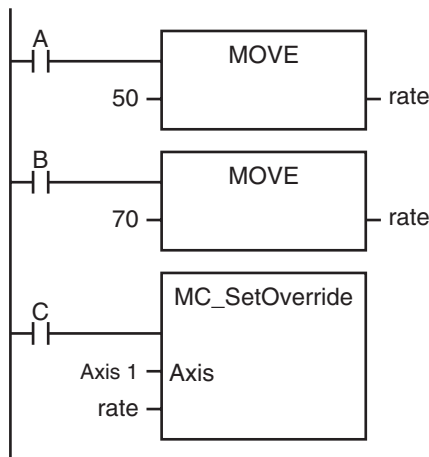 A
MOVE
50
rate
B
MOVE
70
rate
C
MC_SetOverride
Axis 1
Axis
rate